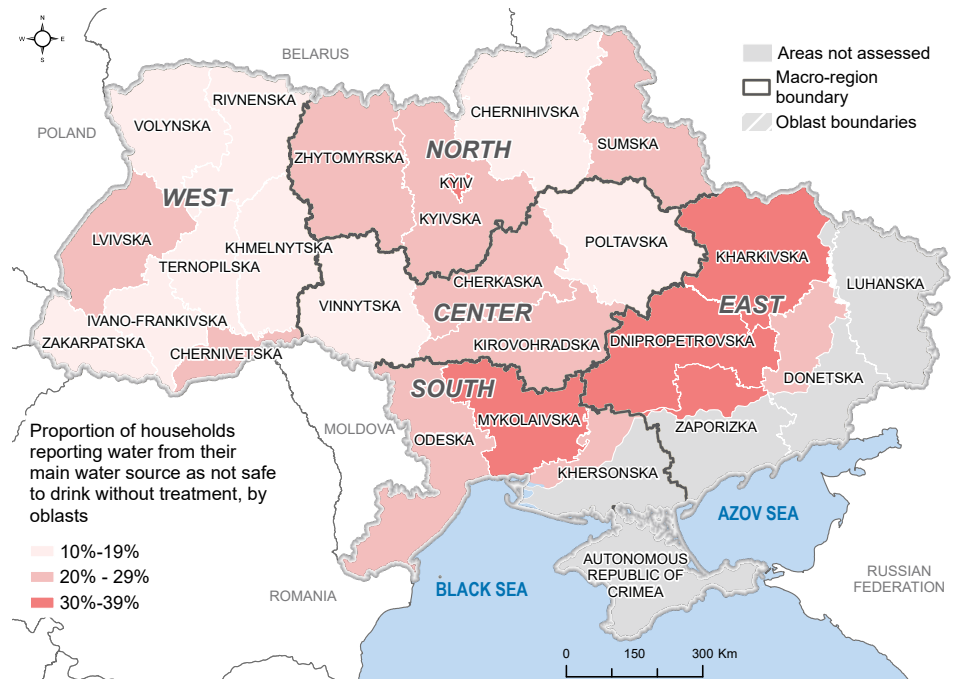 N
W
E
S
BELARUS
POLAND
Areas not assessed
Macro-region
boundary
Oblast boundaries
RIVNENSKA
VOLYNSKA
CHERNIHIVSKA
SUMSKA
NORTH
ZHYTOMYRSKA
KYIV
KYIVSKA
WEST
LVIVSKA
KHMELNYTSKA
TERNOPILSKA
POLTAVSKA
KHARKIVSKA
LUHANSKA
CHERKASKA
VINNYTSKA
CENTER
EAST
IVANO-FRANKIVSKA
ZAKARPATSKA
CHERNIVETSKA
KIROVOHRADSKA
DNIPROPETROVSKA
DONETSKA
SOUTH
MYKOLAIVSKA
ZAPORIZKA
MOLDOVA
ODESKA
KHERSONSKA
Proportion of households
reporting water from their
main water source as not safe
to drink without treatment, by
oblasts
10%-19%
20% - 29%
30%-39%
AZOV SEA
AUTONOMOUS
REPUBLIC OF
CRIMEA
BLACK SEA
ROMANIA
RUSSIAN
FEDERATION
0 150 300 Km